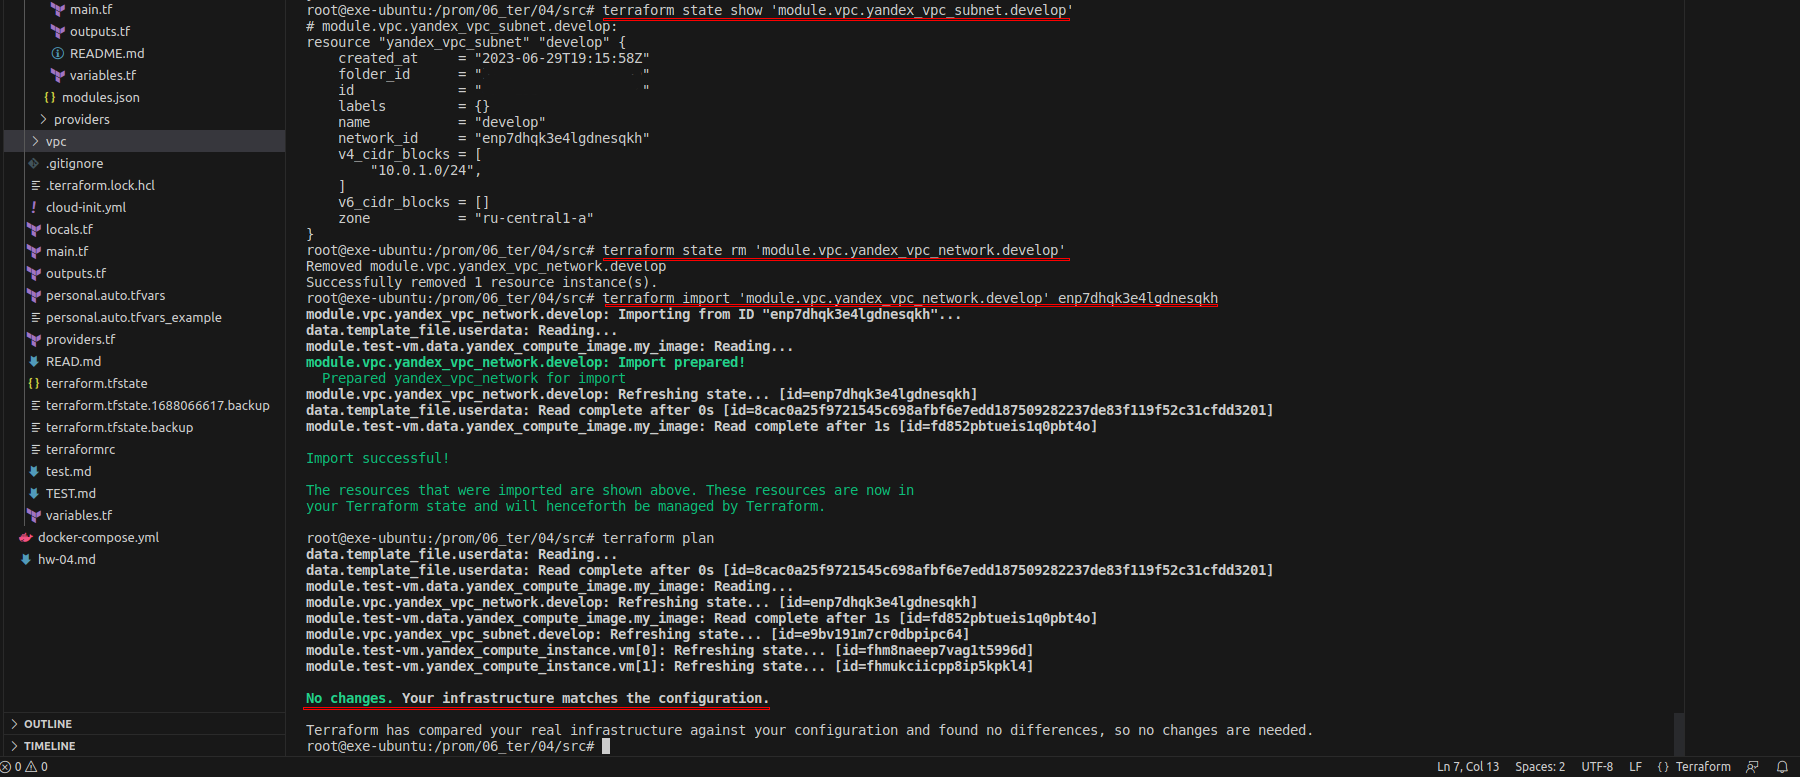 main.tf
outputs.tf
README.md
variables.tf
modules.json
providers
vpc
.gitignore
.terraform.lock.hcl
cloud-init.yml
locals.tf
main.tf
outputs.tf
personal.auto.tfvars
personal.auto.tfvars_example
providers.tf
READ.md
terraform.tfstate
terraform.tfstate.1688066617.backup
terraform.tfstate.backup
terraformrc
test.md
TEST.md
variables.tf
docker-compose.yml
hw-04.md
OUTLINE
TIMELINE
root@exe-ubuntu:/prom/06_ter/04/src# terraform state show 'module.vpc.yandex_vpc_subnet.develop'
# module.vpc.yandex_vpc_subnet.develop:
resource "yandex_vpc_subnet" "develop" {
    created_at     = "2023-06-29T19:15:58Z"
    folder_id      = "                    "
    id             = "                    "
    labels         = {}
    name           = "develop"
    network_id     = "enp7dhqk3e4lgdnesqkh"
    v4_cidr_blocks = [
        "10.0.1.0/24",
    ]
    v6_cidr_blocks = []
    zone           = "ru-central1-a"
}
root@exe-ubuntu:/prom/06_ter/04/src# terraform state rm 'module.vpc.yandex_vpc_network.develop'
Removed module.vpc.yandex_vpc_network.develop
Successfully removed 1 resource instance(s).
root@exe-ubuntu:/prom/06_ter/04/src# terraform import 'module.vpc.yandex_vpc_network.develop' enp7dhqk3e4lgdnesqkh
module.vpc.yandex_vpc_network.develop: Importing from ID "enp7dhqk3e4lgdnesqkh"...
data.template_file.userdata: Reading...
module.test-vm.data.yandex_compute_image.my_image: Reading...
module.vpc.yandex_vpc_network.develop: Import prepared!
  Prepared yandex_vpc_network for import
module.vpc.yandex_vpc_network.develop: Refreshing state... [id=enp7dhqk3e4lgdnesqkh]
data.template_file.userdata: Read complete after 0s [id=8cac0a25f9721545c698afbf6e7edd187509282237de83f119f52c31cfdd3201]
module.test-vm.data.yandex_compute_image.my_image: Read complete after 1s [id=fd852pbtueis1q0pbt4o]
Import successful!
The resources that were imported are shown above. These resources are now in
your Terraform state and will henceforth be managed by Terraform.
root@exe-ubuntu:/prom/06_ter/04/src# terraform plan
data.template_file.userdata: Reading...
data.template_file.userdata: Read complete after 0s [id=8cac0a25f9721545c698afbf6e7edd187509282237de83f119f52c31cfdd3201]
module.test-vm.data.yandex_compute_image.my_image: Reading...
module.vpc.yandex_vpc_network.develop: Refreshing state... [id=enp7dhqk3e4lgdnesqkh]
module.test-vm.data.yandex_compute_image.my_image: Read complete after 1s [id=fd852pbtueis1q0pbt4o]
module.vpc.yandex_vpc_subnet.develop: Refreshing state... [id=e9bv191m7cr0dbpipc64]
module.test-vm.yandex_compute_instance.vm[0]: Refreshing state... [id=fhm8naeep7vag1t5996d]
module.test-vm.yandex_compute_instance.vm[1]: Refreshing state... [id=fhmukciicpp8ip5kpkl4]
No changes. Your infrastructure matches the configuration.
Terraform has compared your real infrastructure against your configuration and found no differences, so no changes are needed.
root@exe-ubuntu:/prom/06_ter/04/src#
0 0 Ln 7, Col 13 Spaces: 2 UTF-8 LF {} Terraform